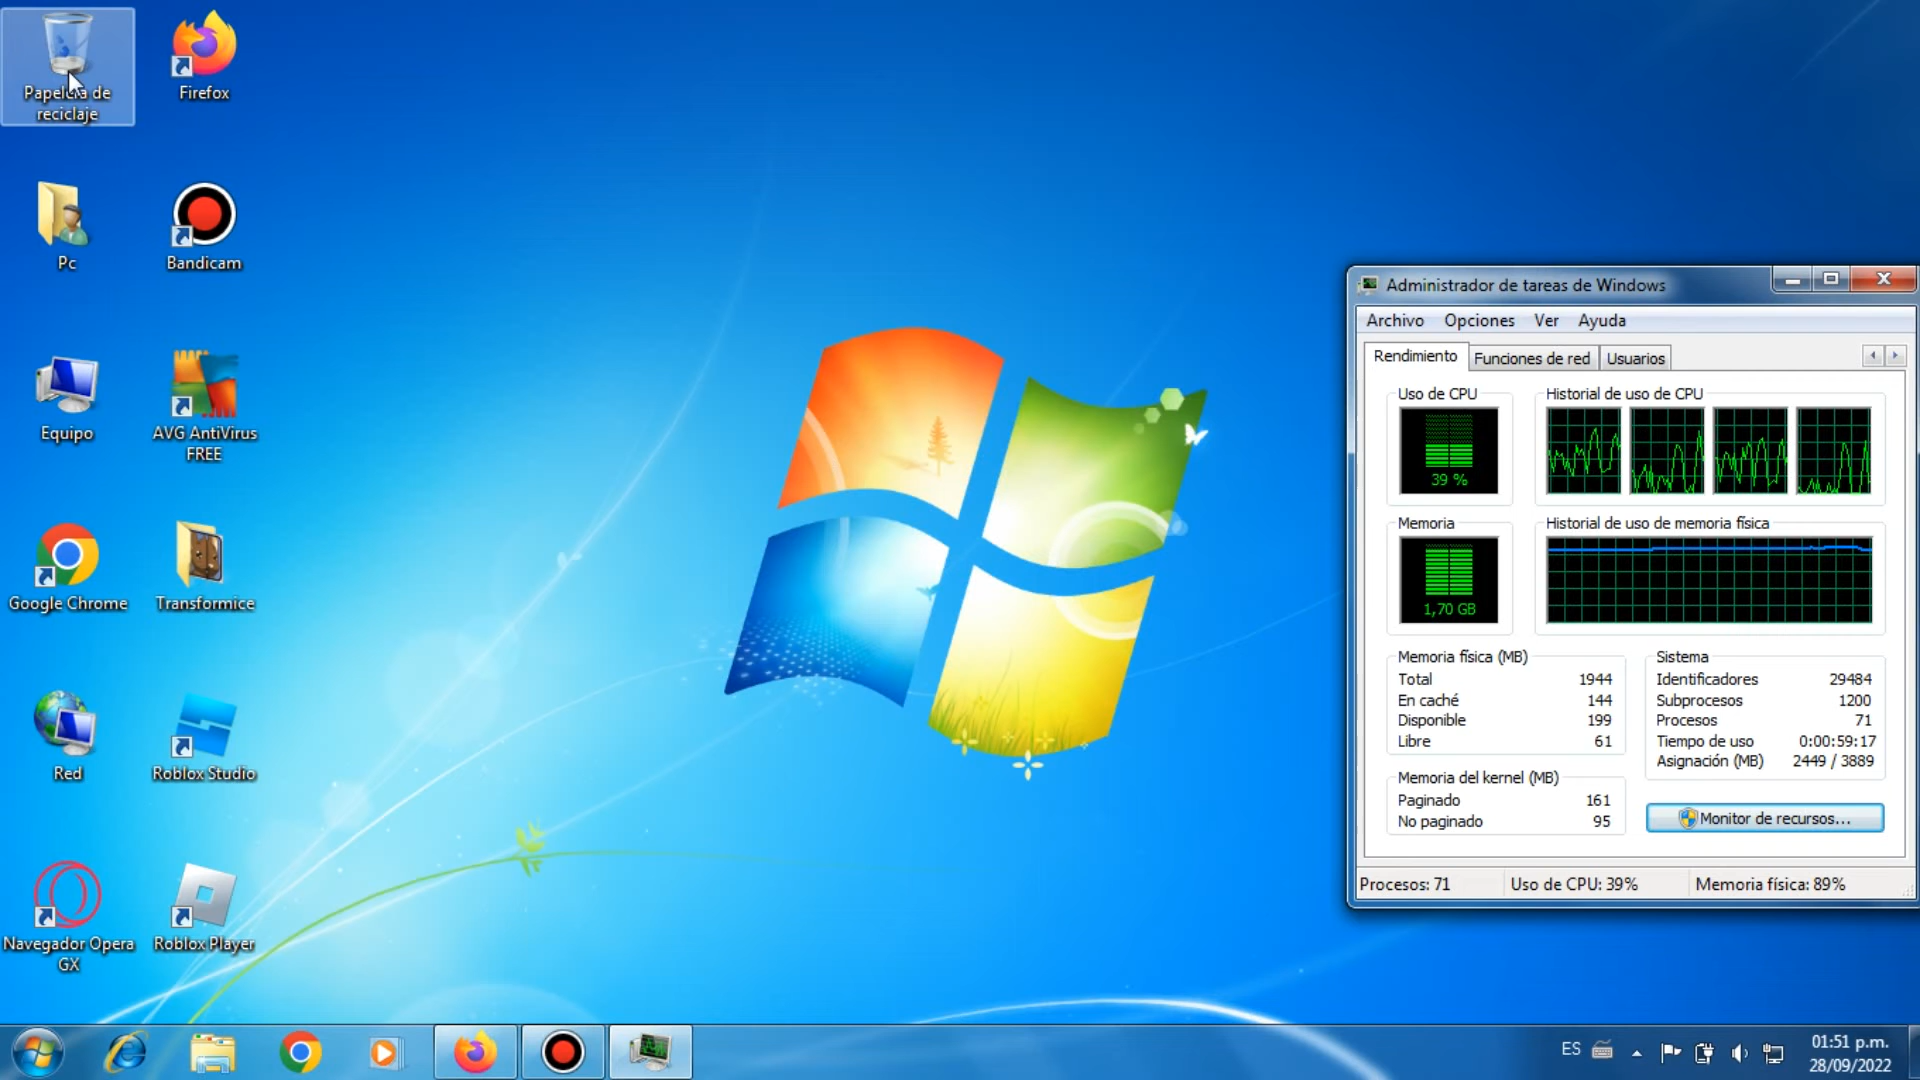 Papelera de
reciclaje
Firefox
Pc
Bandicam
Equipo
AVG AntiVirus
FREE
Google Chrome
Transformice
Red
Roblox Studio
Navegador Opera
GX
Roblox Player
Administrador de tareas de Windows
Archivo Opciones Ver Ayuda
Rendimiento Funciones de red Usuarios
Uso de CPU
39 %
Historial de uso de CPU
Memoria
1,70 GB
Historial de uso de memoria física
Memoria física (MB)
Total 1944
En caché 144
Disponible 199
Libre 61
Sistema
Identificadores 29484
Subprocesos 1200
Procesos 71
Tiempo de uso 0:00:59:17
Asignación (MB) 2449 / 3889
Memoria del kernel (MB)
Paginado 161
No paginado 95
Monitor de recursos...
Procesos: 71 Uso de CPU: 39% Memoria física: 89%
ES
01:51 p.m.
28/09/2022